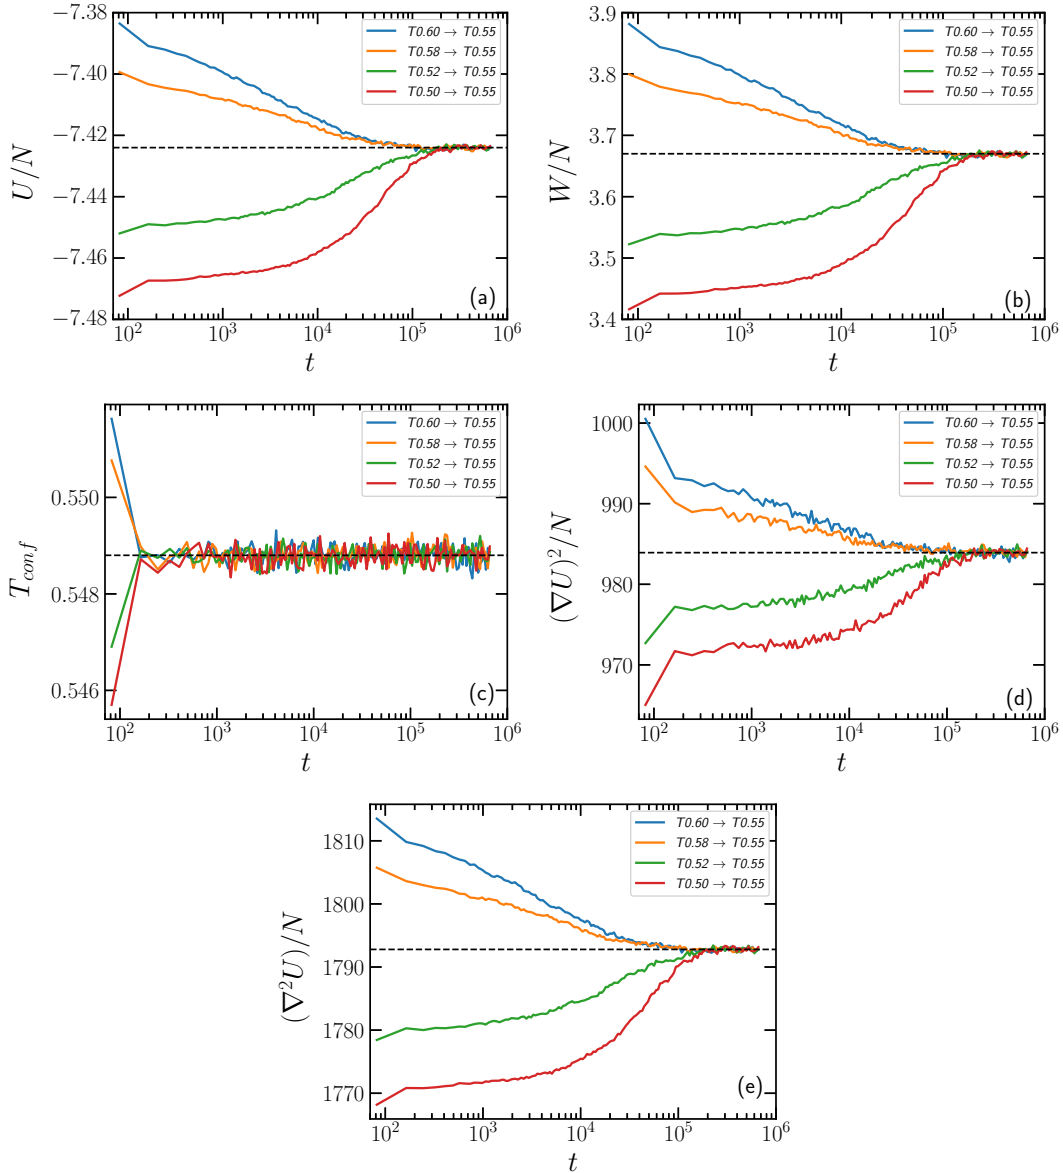 −7.38
−7.40
−7.42
−7.44
−7.46
−7.48
U/N
T0.60 → T0.55
T0.58 → T0.55
T0.52 → T0.55
T0.50 → T0.55
(a)
10² 10³ 10⁴ 10⁵ 10⁶
t
3.9
3.8
3.7
3.6
3.5
3.4
W/N
T0.60 → T0.55
T0.58 → T0.55
T0.52 → T0.55
T0.50 → T0.55
(b)
10² 10³ 10⁴ 10⁵ 10⁶
t
0.550
0.548
0.546
T_conf
T0.60 → T0.55
T0.58 → T0.55
T0.52 → T0.55
T0.50 → T0.55
(c)
10² 10³ 10⁴ 10⁵ 10⁶
t
1000
990
980
970
(∇U)²/N
T0.60 → T0.55
T0.58 → T0.55
T0.52 → T0.55
T0.50 → T0.55
(d)
10² 10³ 10⁴ 10⁵ 10⁶
t
1810
1800
1790
1780
1770
(∇²U)/N
T0.60 → T0.55
T0.58 → T0.55
T0.52 → T0.55
T0.50 → T0.55
(e)
10² 10³ 10⁴ 10⁵ 10⁶
t